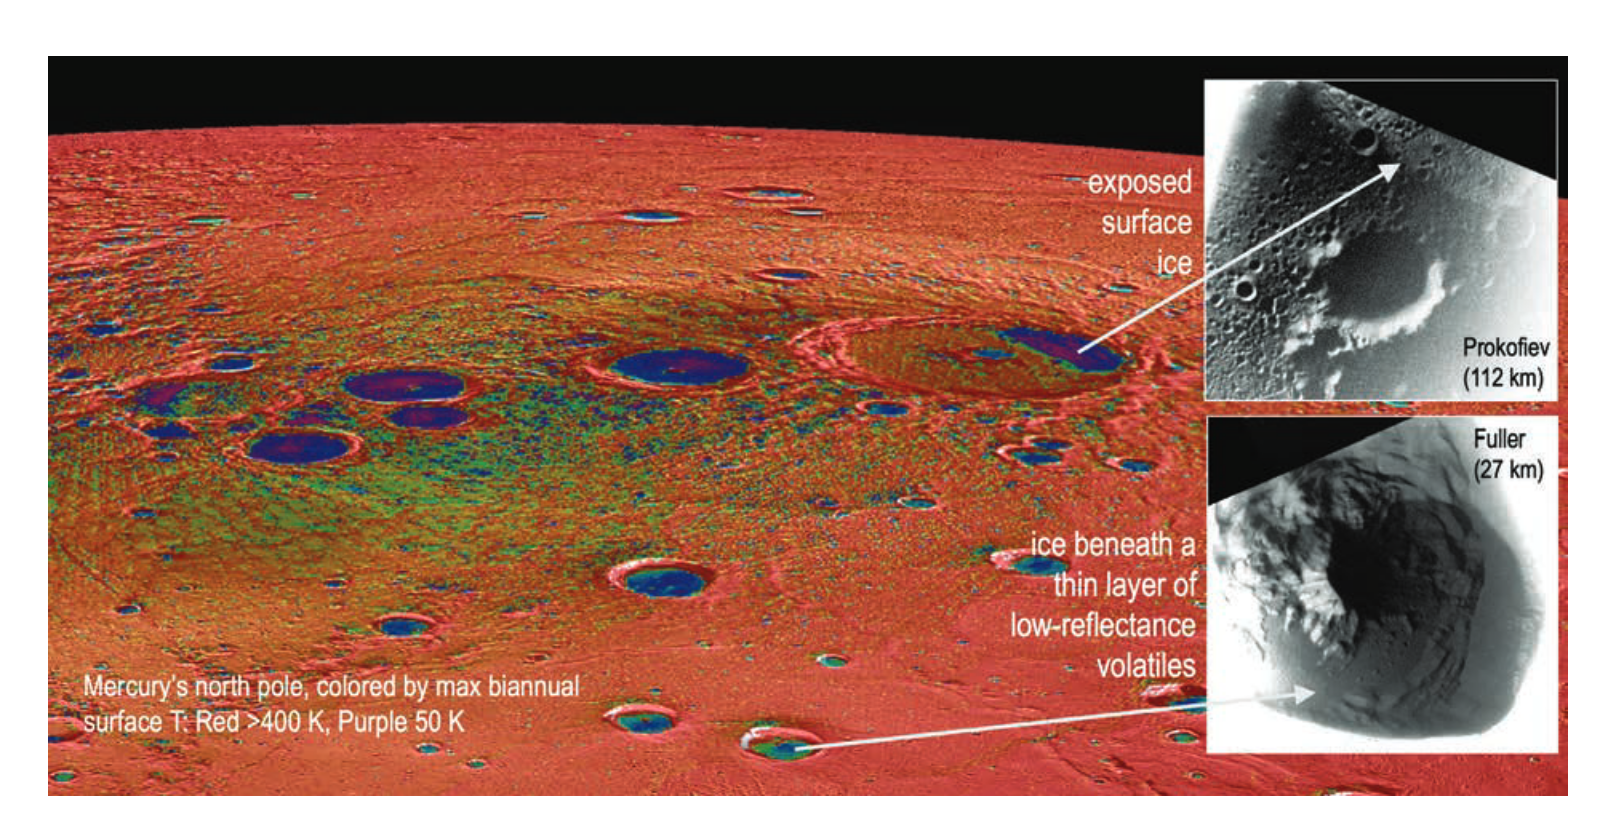 exposed
surface
ice
Prokofiev
(112 km)
Fuller
(27 km)
ice beneath a
thin layer of
low-reflectance
volatiles
Mercury's north pole, colored by max biannual
surface T: Red >400 K, Purple 50 K